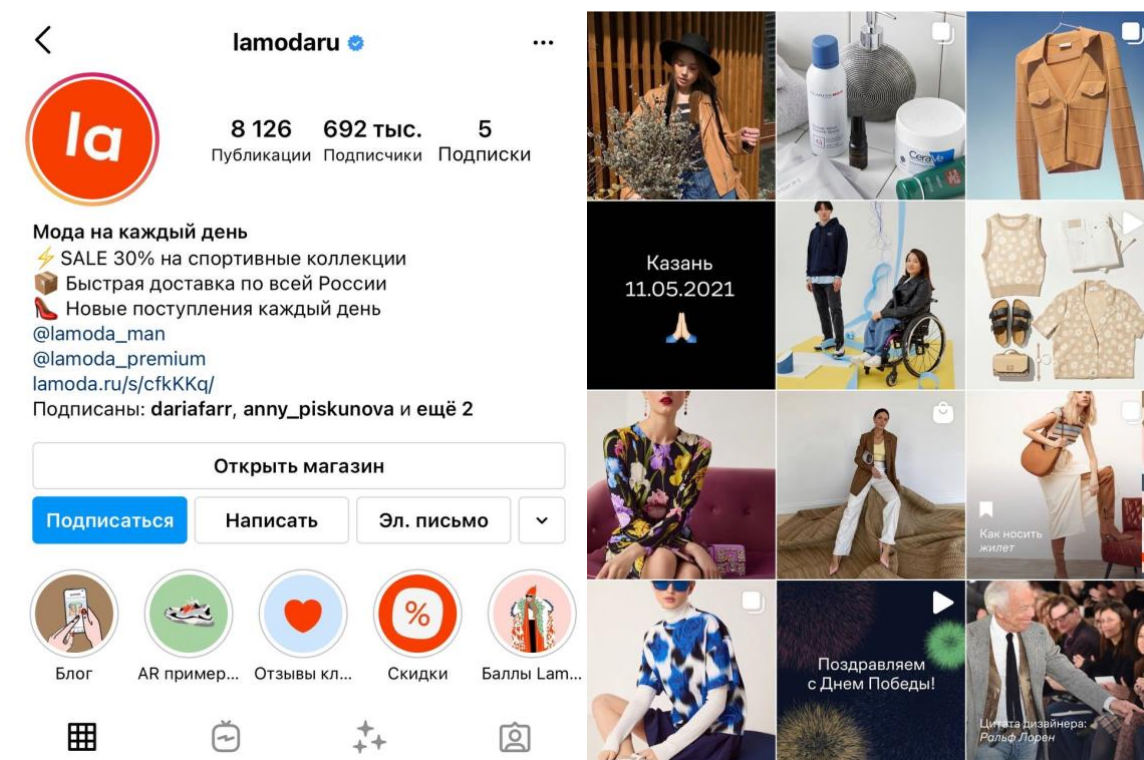 lamodaru
la
8 126
692 тыс.
5
Публикации
Подписчики
Подписки
Мода на каждый день
⚡ SALE 30% на спортивные коллекции
📦 Быстрая доставка по всей России
👠 Новые поступления каждый день
@lamoda_man
@lamoda_premium
lamoda.ru/s/cfkKKq/
Подписаны: dariafarr, anny_piskunova и ещё 2
Открыть магазин
Подписаться
Написать
Эл. письмо
%
Блог
AR пример...
Отзывы кл...
Скидки
Баллы Lam...
CeraVe
Казань
11.05.2021
🙏🏻
Как носить
жилет
Поздравляем
с Днем Победы!
Цитата дизайнера:
Ральф Лорен